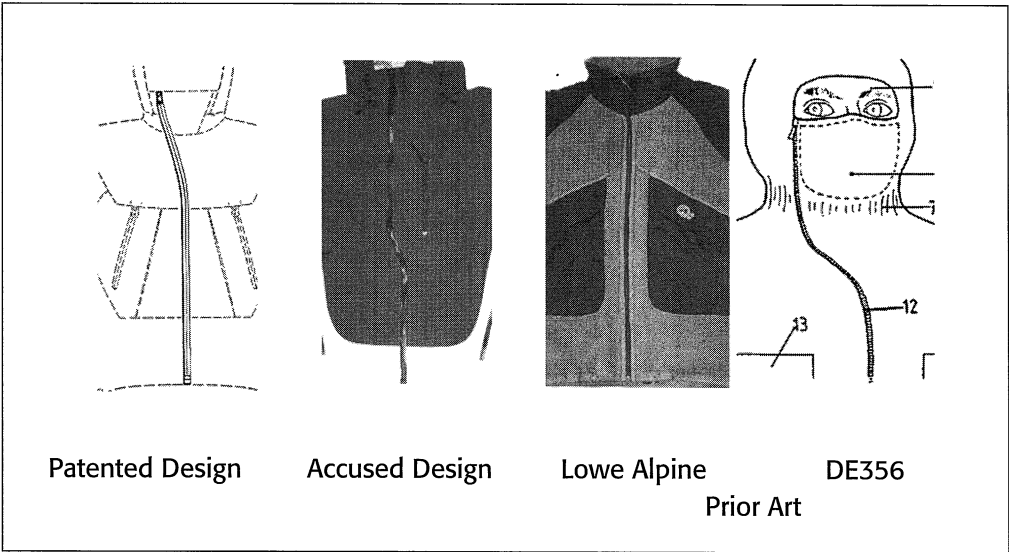 12
13
Patented Design
Accused Design
Lowe Alpine
DE356
Prior Art